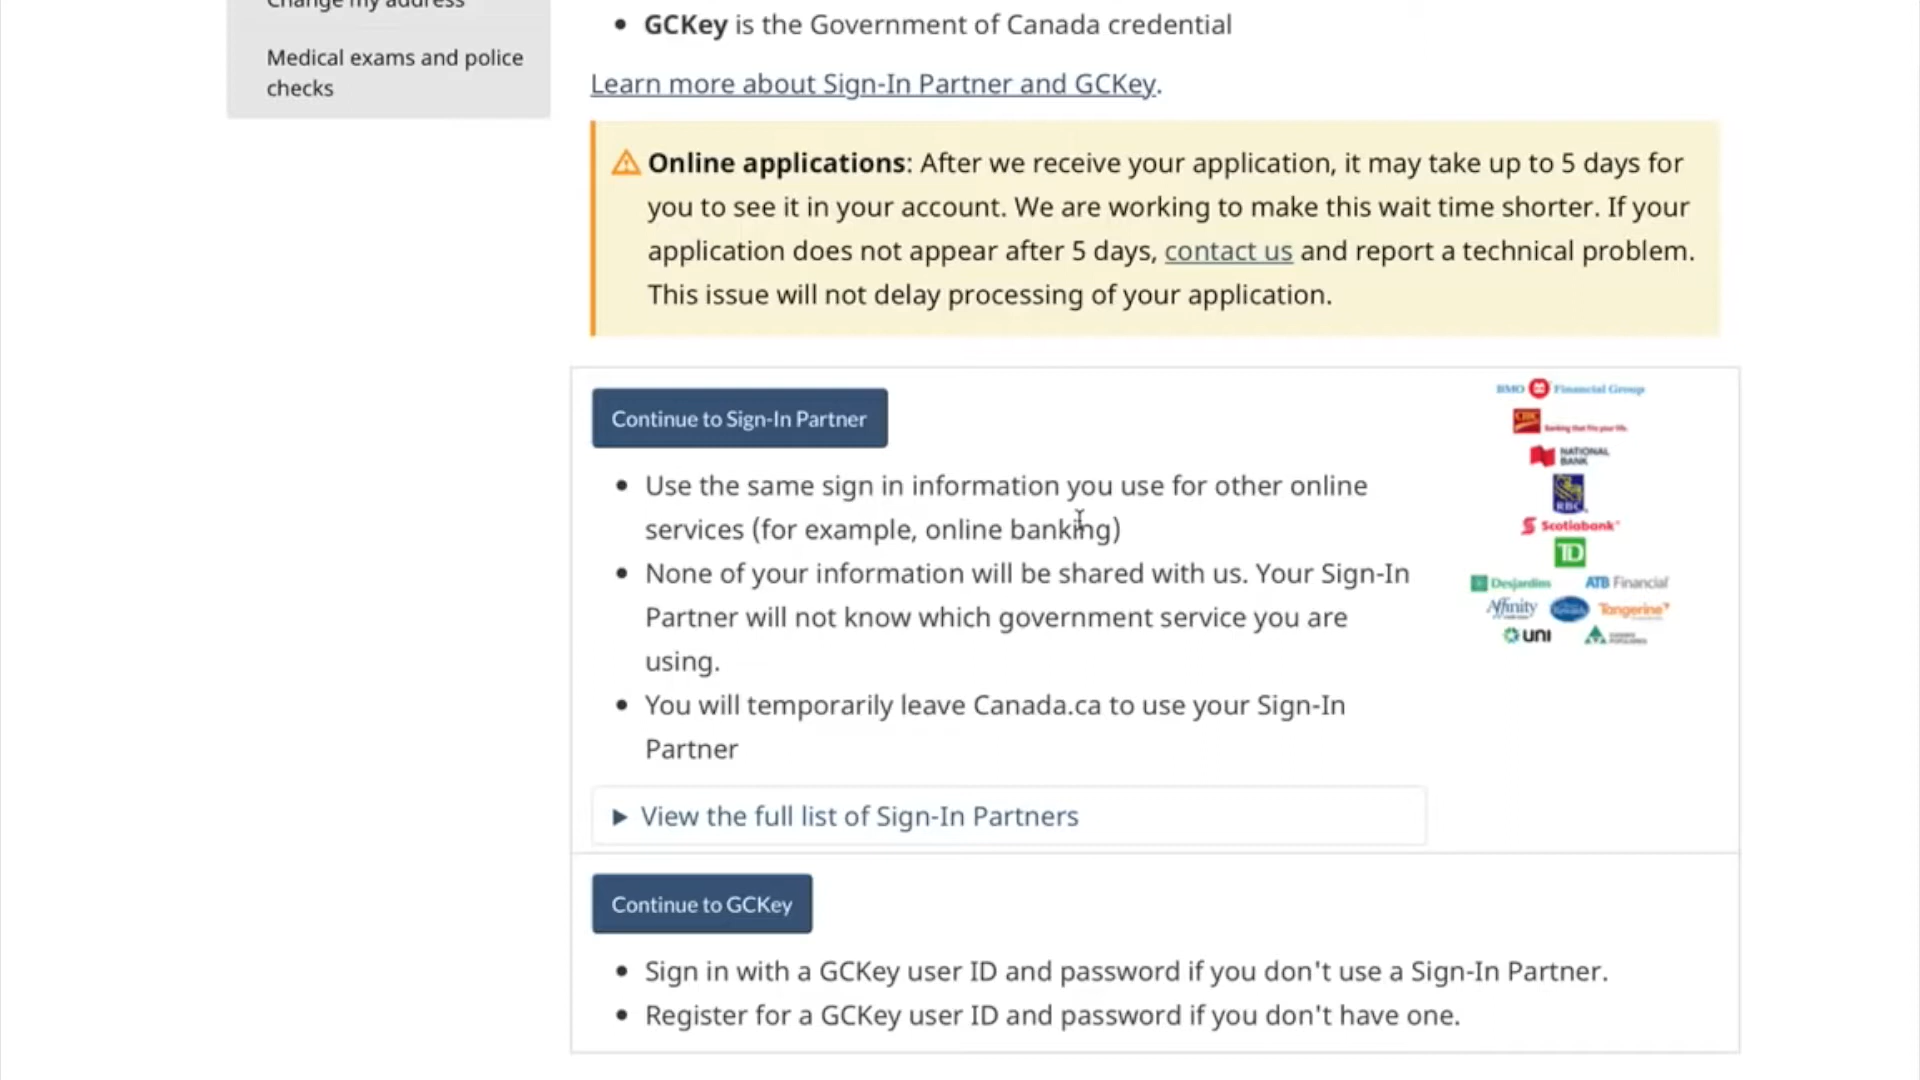 Change my address
Medical exams and police
checks
• GCKey is the Government of Canada credential
Learn more about Sign-In Partner and GCKey.
Online applications: After we receive your application, it may take up to 5 days for
you to see it in your account. We are working to make this wait time shorter. If your
application does not appear after 5 days, contact us and report a technical problem.
This issue will not delay processing of your application.
Continue to Sign-In Partner
• Use the same sign in information you use for other online
services (for example, online banking)
• None of your information will be shared with us. Your Sign-In
Partner will not know which government service you are
using.
• You will temporarily leave Canada.ca to use your Sign-In
Partner
▶ View the full list of Sign-In Partners
BMO Financial Group
CIBC Banking that fits your life.
NATIONAL
BANK
RBC
Scotiabank
TD
Desjardins ATB Financial
Affinity Tangerine
UNI
Continue to GCKey
• Sign in with a GCKey user ID and password if you don't use a Sign-In Partner.
• Register for a GCKey user ID and password if you don't have one.